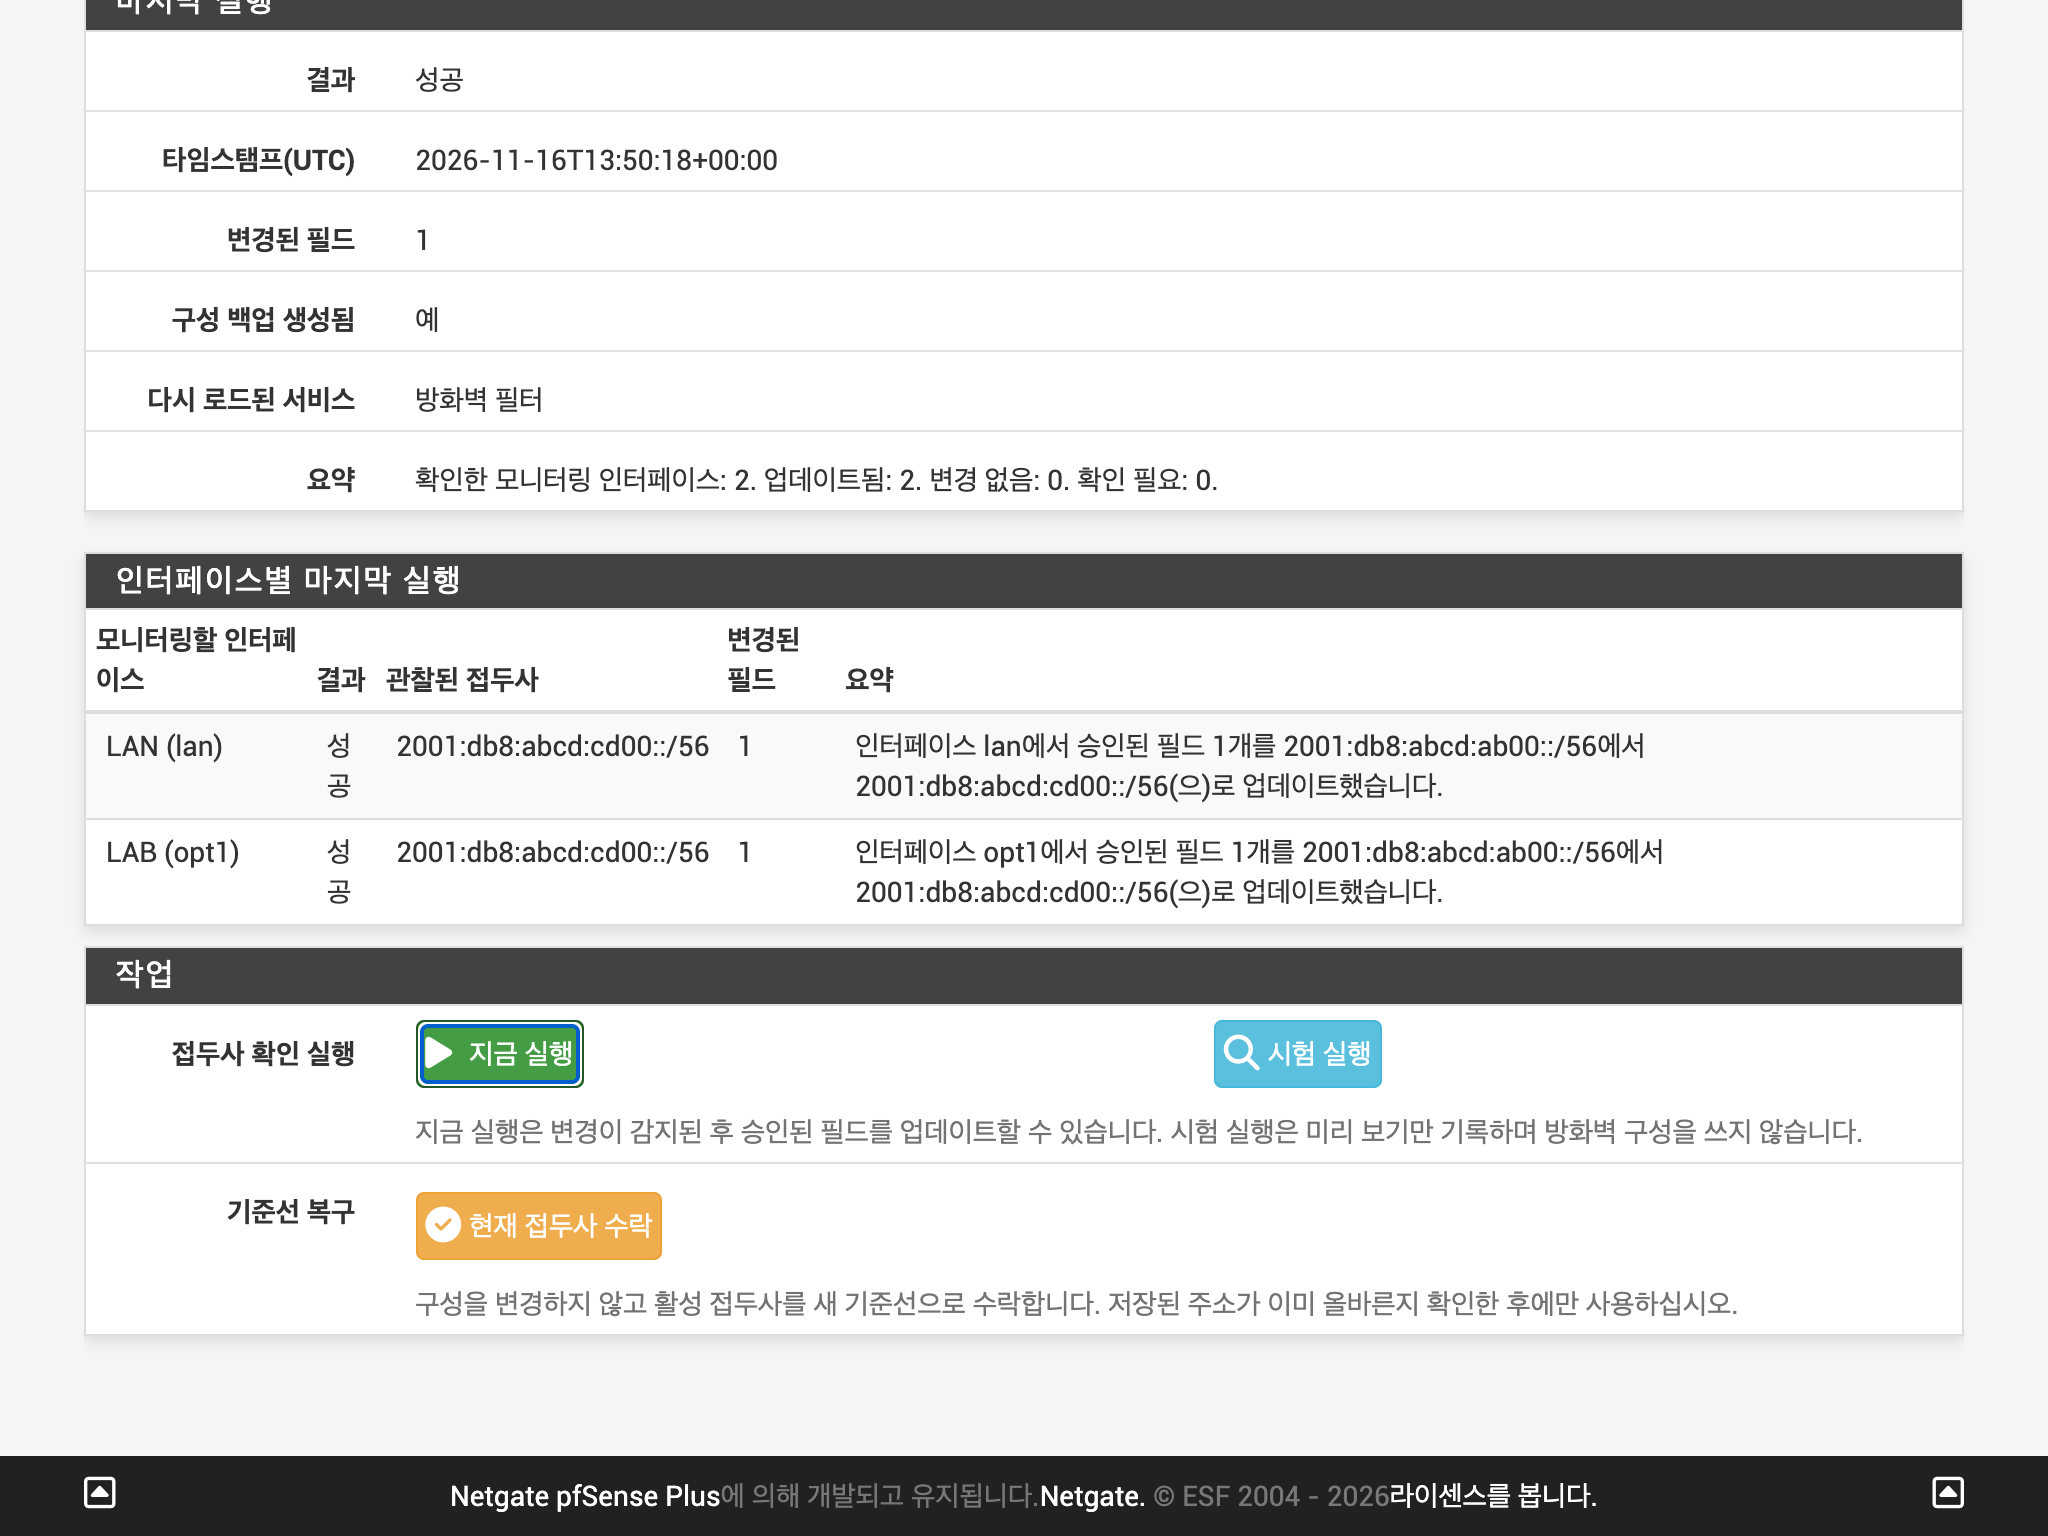 마지막 실행
결과 성공
타임스탬프(UTC) 2026-11-16T13:50:18+00:00
변경된 필드 1
구성 백업 생성됨 예
다시 로드된 서비스 방화벽 필터
요약 확인한 모니터링 인터페이스: 2. 업데이트됨: 2. 변경 없음: 0. 확인 필요: 0.
인터페이스별 마지막 실행
모니터링할 인터페
이스
결과
관찰된 접두사
변경된
필드
요약
LAN (lan)
성
공
2001:db8:abcd:cd00::/56
1
인터페이스 lan에서 승인된 필드 1개를 2001:db8:abcd:ab00::/56에서
2001:db8:abcd:cd00::/56(으)로 업데이트했습니다.
LAB (opt1)
성
공
2001:db8:abcd:cd00::/56
1
인터페이스 opt1에서 승인된 필드 1개를 2001:db8:abcd:ab00::/56에서
2001:db8:abcd:cd00::/56(으)로 업데이트했습니다.
작업
접두사 확인 실행 지금 실행 시험 실행
지금 실행은 변경이 감지된 후 승인된 필드를 업데이트할 수 있습니다. 시험 실행은 미리 보기만 기록하며 방화벽 구성을 쓰지 않습니다.
기준선 복구 현재 접두사 수락
구성을 변경하지 않고 활성 접두사를 새 기준선으로 수락합니다. 저장된 주소가 이미 올바른지 확인한 후에만 사용하십시오.
Netgate pfSense Plus에 의해 개발되고 유지됩니다.Netgate. © ESF 2004 - 2026라이센스를 봅니다.